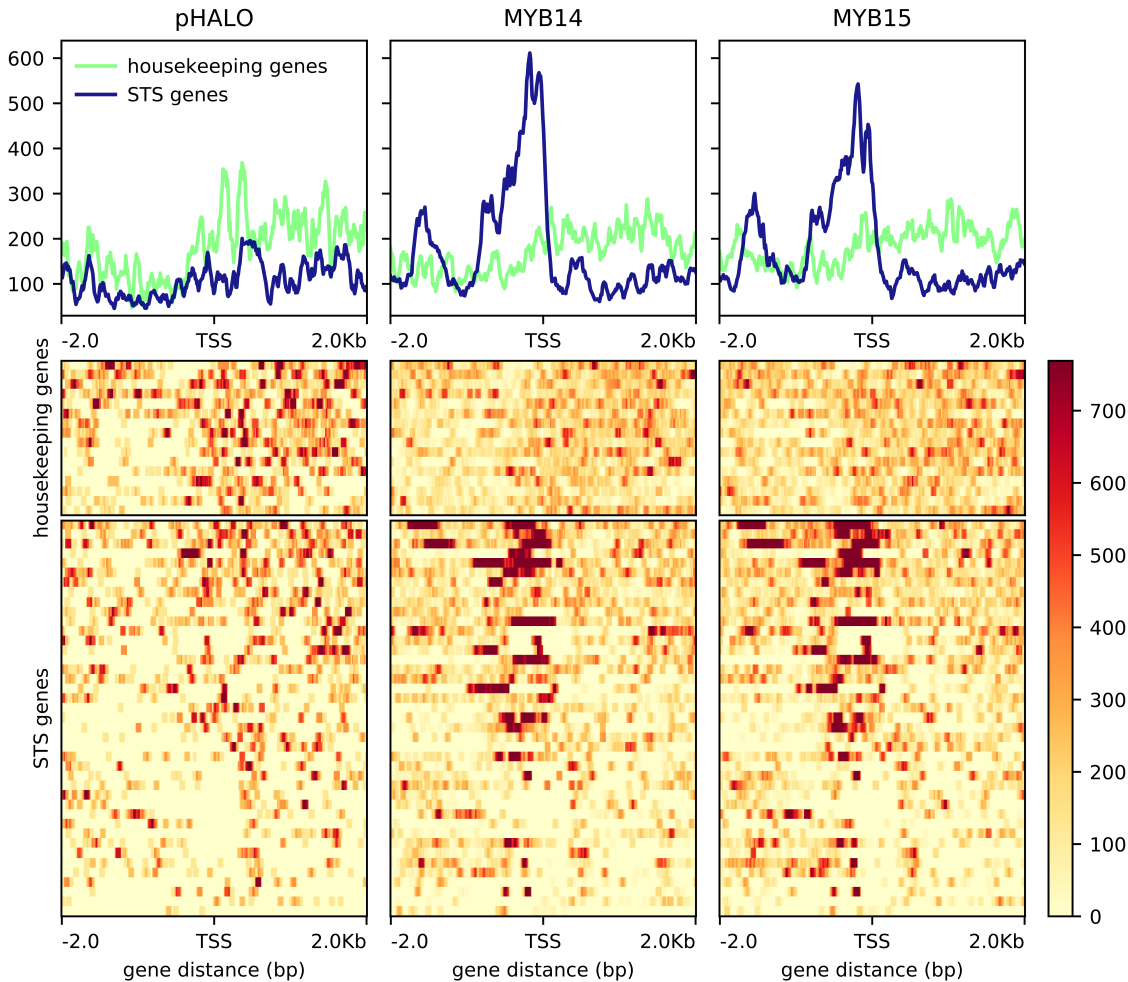 pHALO MYB14 MYB15
600
500
400
300
200
100
housekeeping genes
STS genes
-2.0 TSS 2.0Kb -2.0 TSS 2.0Kb -2.0 TSS 2.0Kb
housekeeping genes
STS genes
700
600
500
400
300
200
100
0
-2.0 TSS 2.0Kb -2.0 TSS 2.0Kb -2.0 TSS 2.0Kb
gene distance (bp) gene distance (bp) gene distance (bp)